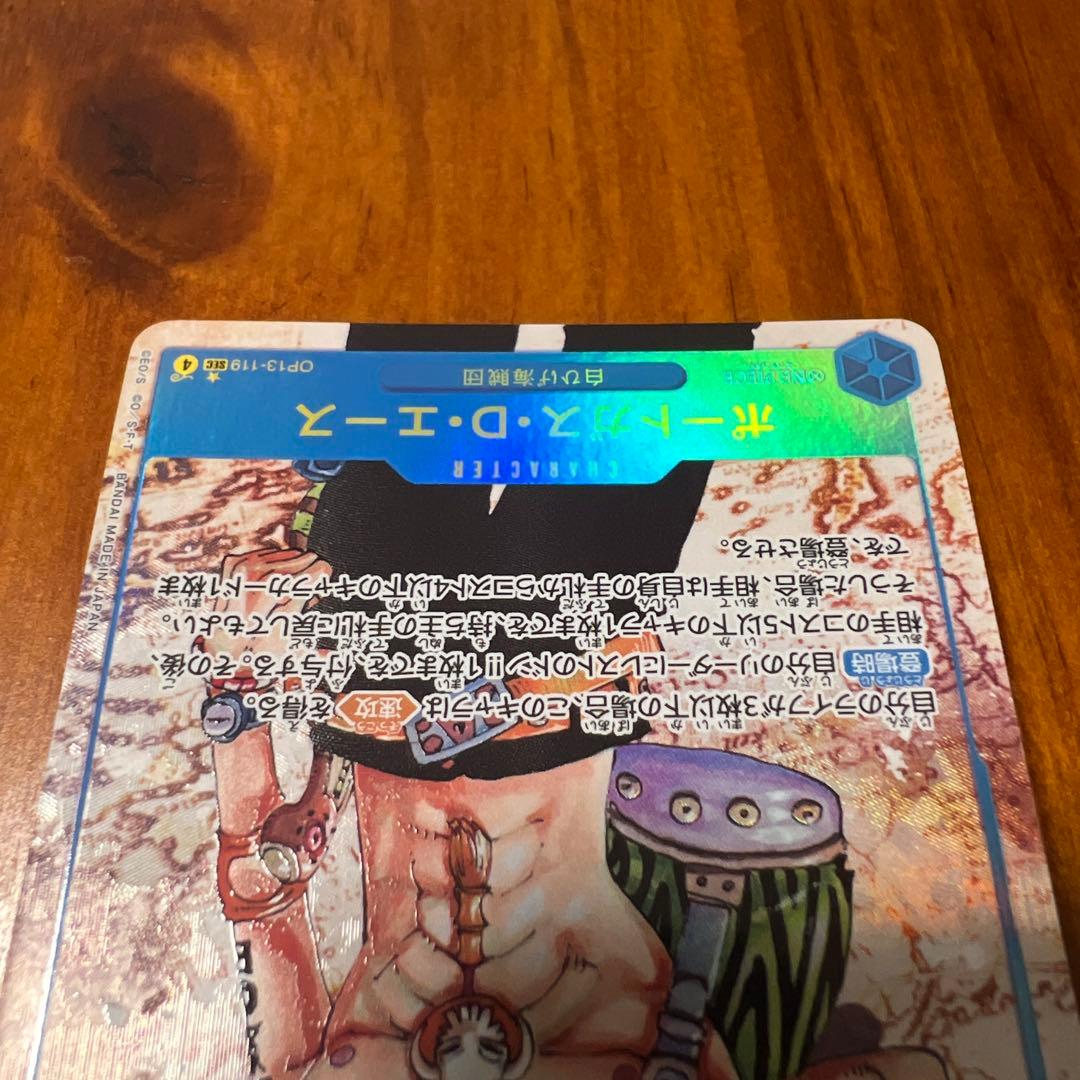 自分のライフが3枚以下の場合、このキャラは速攻を得る。
登場時 自分のリーダーにレストのドン!!1枚までを、付与する。その後、
相手のコスト5以下のキャラ1枚までを、持ち主の手札に戻してもよい。
そうした場合、相手は自身の手札からコスト4以下のキャラカード1枚ま
でを、登場させる。
CHARACTER
ポートガス・D・エース
白ひげ海賊団
ONE PIECE
OP13-119 SEC 4
©E.O/S. ©O/S.F.T BANDAI MADE IN JAPAN